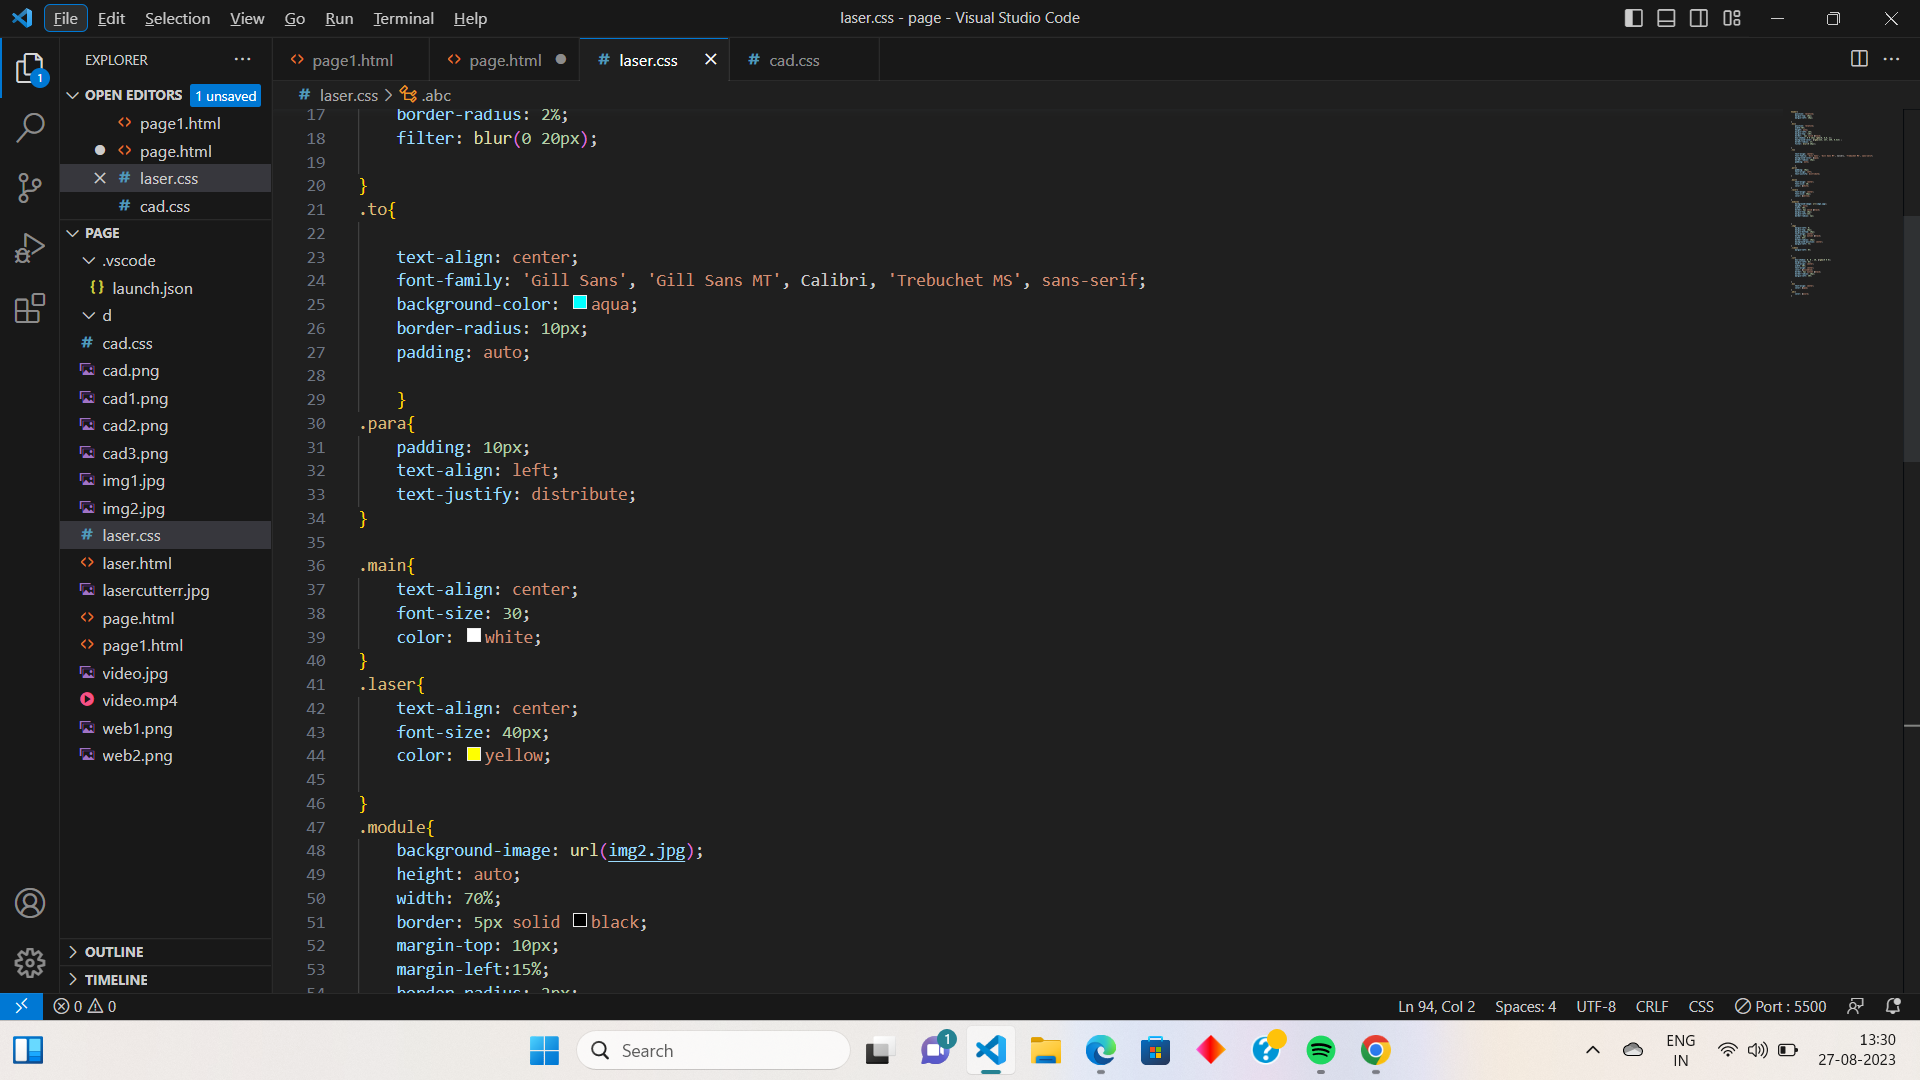 File Edit Selection View Go Run Terminal Help
laser.css - page - Visual Studio Code
EXPLORER
OPEN EDITORS 1 unsaved
page1.html
page.html
laser.css
cad.css
PAGE
.vscode
launch.json
d
cad.css
cad.png
cad1.png
cad2.png
cad3.png
img1.jpg
img2.jpg
laser.css
laser.html
lasercutterr.jpg
page.html
page1.html
video.jpg
video.mp4
web1.png
web2.png
OUTLINE
TIMELINE
1
page1.html page.html laser.css cad.css
laser.css > .abc
17 border-radius: 2%;
18 filter: blur(0 20px);
19
20 }
21 .to{
22
23 text-align: center;
24 font-family: 'Gill Sans', 'Gill Sans MT', Calibri, 'Trebuchet MS', sans-serif;
25 background-color: aqua;
26 border-radius: 10px;
27 padding: auto;
28
29 }
30 .para{
31 padding: 10px;
32 text-align: left;
33 text-justify: distribute;
34 }
35
36 .main{
37 text-align: center;
38 font-size: 30;
39 color: white;
40 }
41 .laser{
42 text-align: center;
43 font-size: 40px;
44 color: yellow;
45
46 }
47 .module{
48 background-image: url(img2.jpg);
49 height: auto;
50 width: 70%;
51 border: 5px solid black;
52 margin-top: 10px;
53 margin-left:15%;
54 border-radius: 2px;
0 0
Ln 94, Col 2 Spaces: 4 UTF-8 CRLF CSS Port : 5500
Search
1
ENG
IN
13:30
27-08-2023